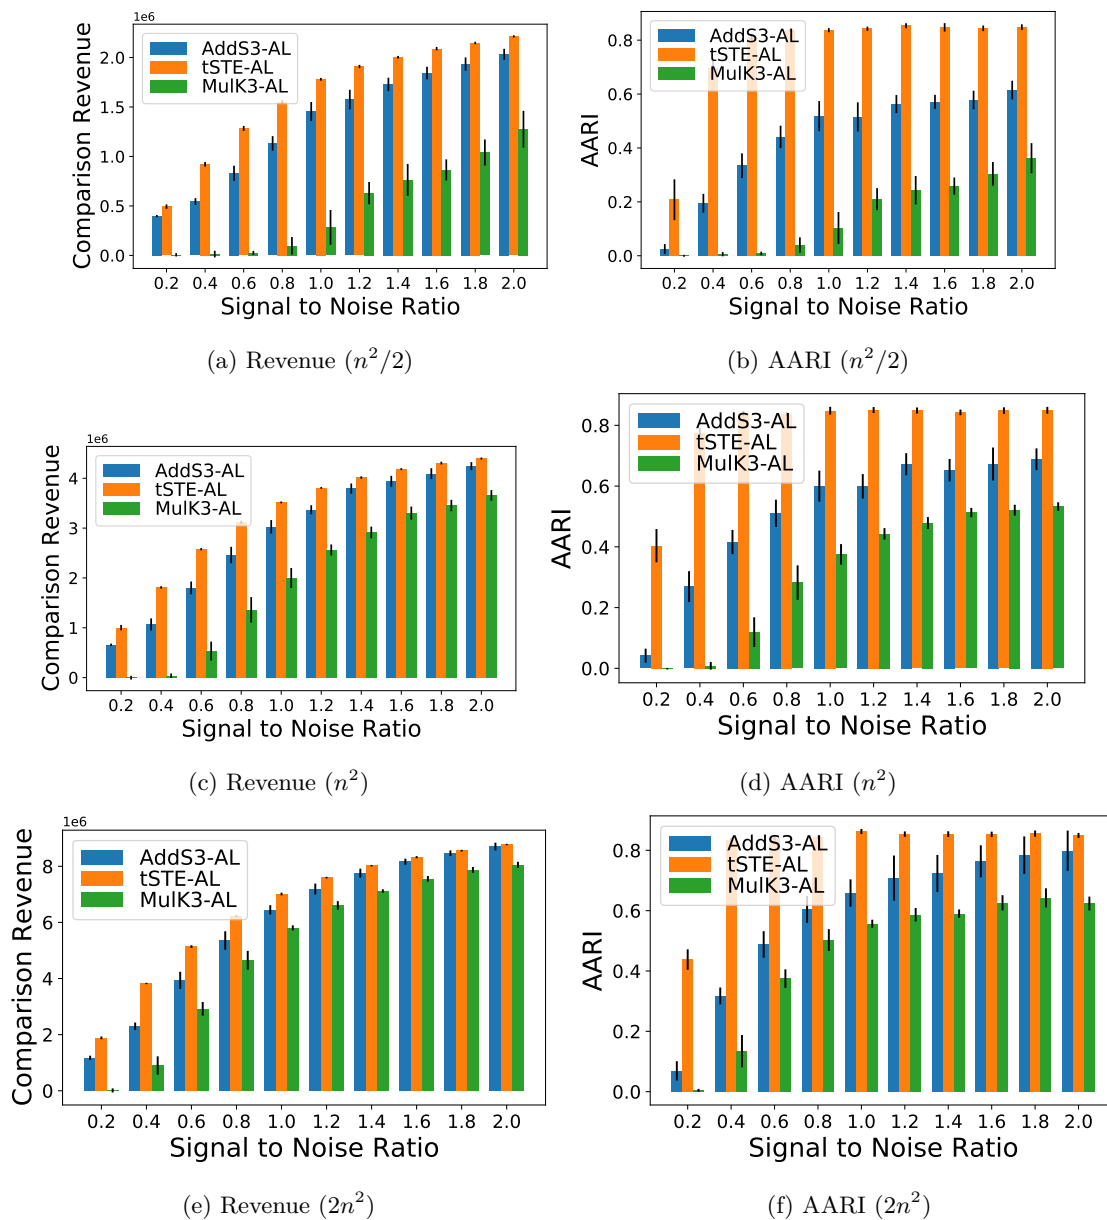 1e6
Comparison Revenue
2.0
1.5
1.0
0.5
0.0
AddS3-AL
tSTE-AL
MulK3-AL
0.2 0.4 0.6 0.8 1.0 1.2 1.4 1.6 1.8 2.0
Signal to Noise Ratio
(a) Revenue (n²/2)
AARI
0.8
0.6
0.4
0.2
0.0
AddS3-AL
tSTE-AL
MulK3-AL
0.2 0.4 0.6 0.8 1.0 1.2 1.4 1.6 1.8 2.0
Signal to Noise Ratio
(b) AARI (n²/2)
1e6
Comparison Revenue
4
3
2
1
0
AddS3-AL
tSTE-AL
MulK3-AL
0.2 0.4 0.6 0.8 1.0 1.2 1.4 1.6 1.8 2.0
Signal to Noise Ratio
(c) Revenue (n²)
AARI
0.8
0.6
0.4
0.2
0.0
AddS3-AL
tSTE-AL
MulK3-AL
0.2 0.4 0.6 0.8 1.0 1.2 1.4 1.6 1.8 2.0
Signal to Noise Ratio
(d) AARI (n²)
1e6
Comparison Revenue
8
6
4
2
0
AddS3-AL
tSTE-AL
MulK3-AL
0.2 0.4 0.6 0.8 1.0 1.2 1.4 1.6 1.8 2.0
Signal to Noise Ratio
(e) Revenue (2n²)
AARI
0.8
0.6
0.4
0.2
0.0
AddS3-AL
tSTE-AL
MulK3-AL
0.2 0.4 0.6 0.8 1.0 1.2 1.4 1.6 1.8 2.0
Signal to Noise Ratio
(f) AARI (2n²)